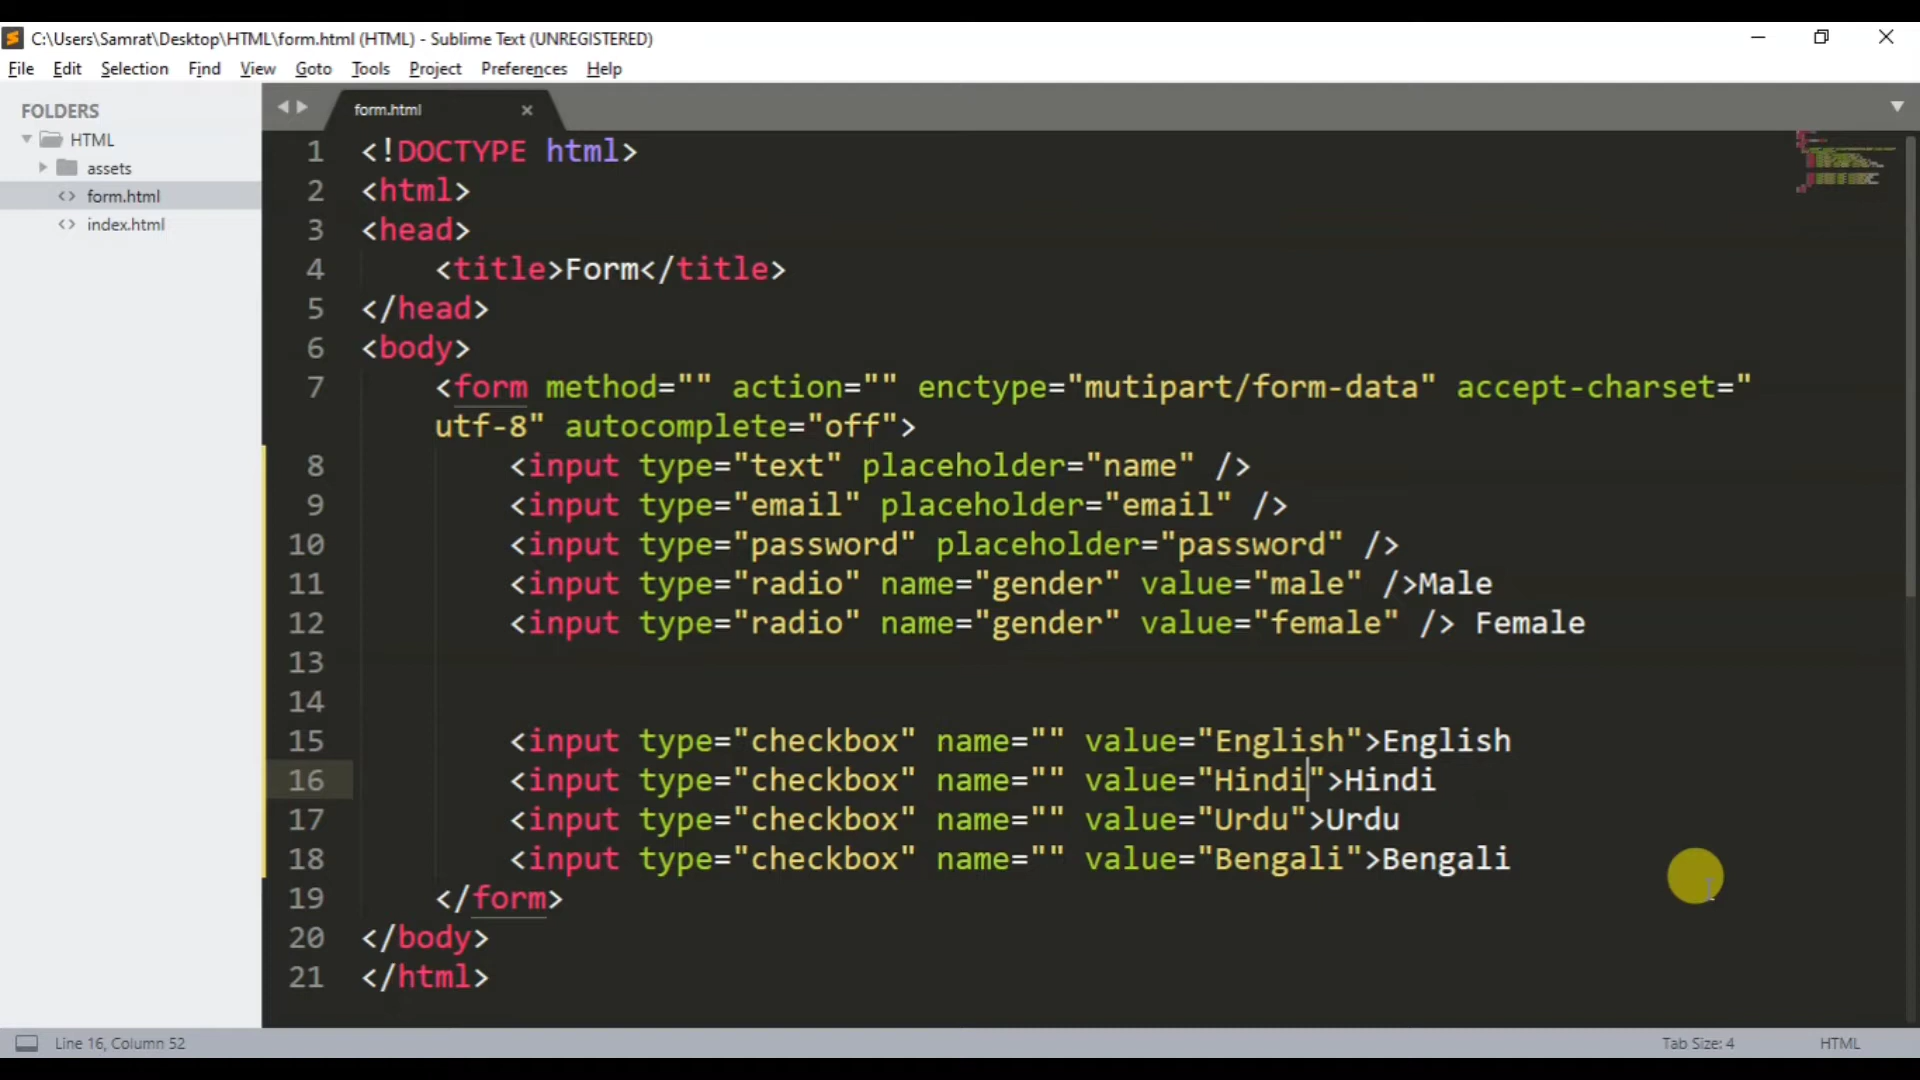 C:\Users\Samrat\Desktop\HTML\form.html (HTML) - Sublime Text (UNREGISTERED)
File Edit Selection Find View Goto Tools Project Preferences Help
FOLDERS
HTML
assets
form.html
index.html
form.html
1 <!DOCTYPE html>
2 <html>
3 <head>
4 <title>Form</title>
5 </head>
6 <body>
7 <form method="" action="" enctype="mutipart/form-data" accept-charset="
utf-8" autocomplete="off">
8 <input type="text" placeholder="name" />
9 <input type="email" placeholder="email" />
10 <input type="password" placeholder="password" />
11 <input type="radio" name="gender" value="male" />Male
12 <input type="radio" name="gender" value="female" /> Female
13
14
15 <input type="checkbox" name="" value="English">English
16 <input type="checkbox" name="" value="Hindi">Hindi
17 <input type="checkbox" name="" value="Urdu">Urdu
18 <input type="checkbox" name="" value="Bengali">Bengali
19 </form>
20 </body>
21 </html>
Line 16, Column 52
Tab Size: 4
HTML